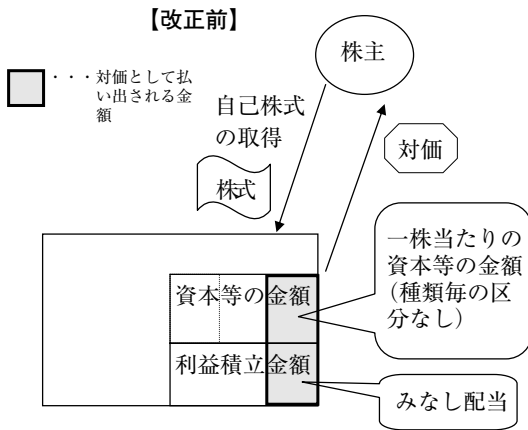 【改正前】
・・・対価として払
い出される金
額
株主
自己株式
の取得
対価
株式
一株当たりの
資本等の金額
（種類毎の区
分なし）
資本等の金額
利益積立金額
みなし配当